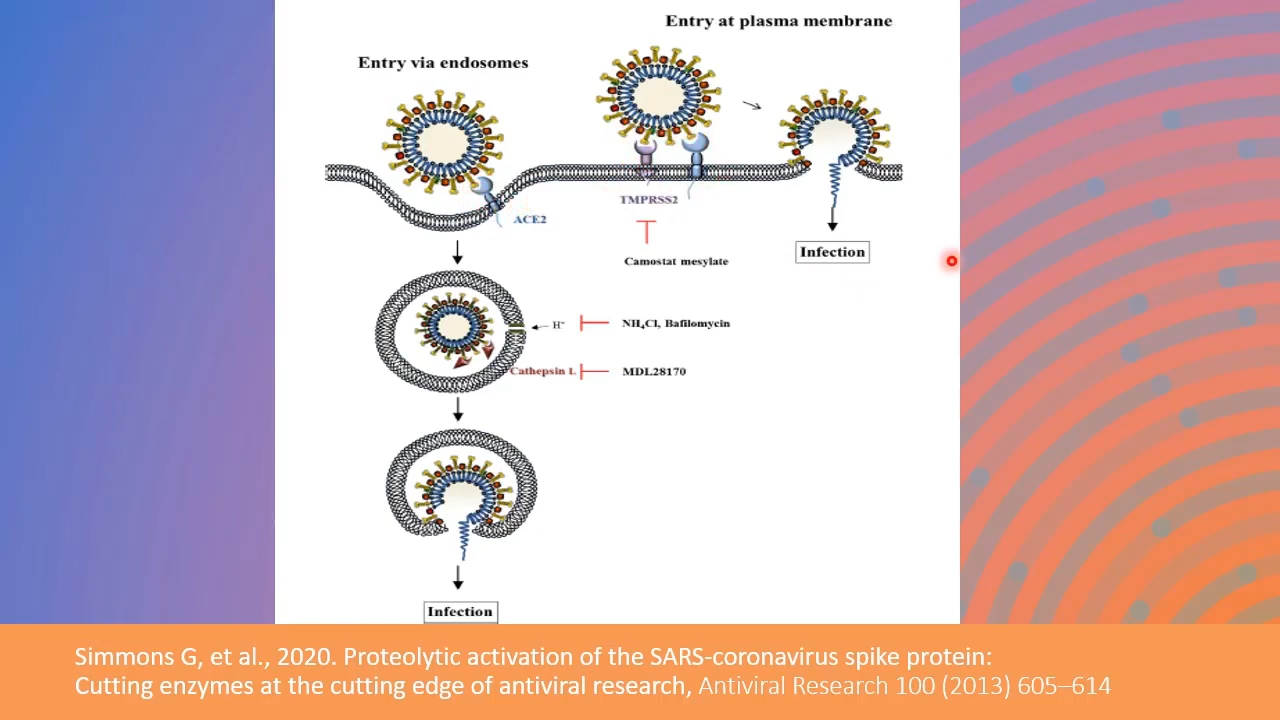 Entry at plasma membrane
Entry via endosomes
TMPRSS2
ACE2
Camostat mesylate
Infection
H⁺
NH₄Cl, Bafilomycin
Cathepsin L
MDL28170
Infection
Simmons G, et al., 2020. Proteolytic activation of the SARS-coronavirus spike protein:
Cutting enzymes at the cutting edge of antiviral research, Antiviral Research 100 (2013) 605–614